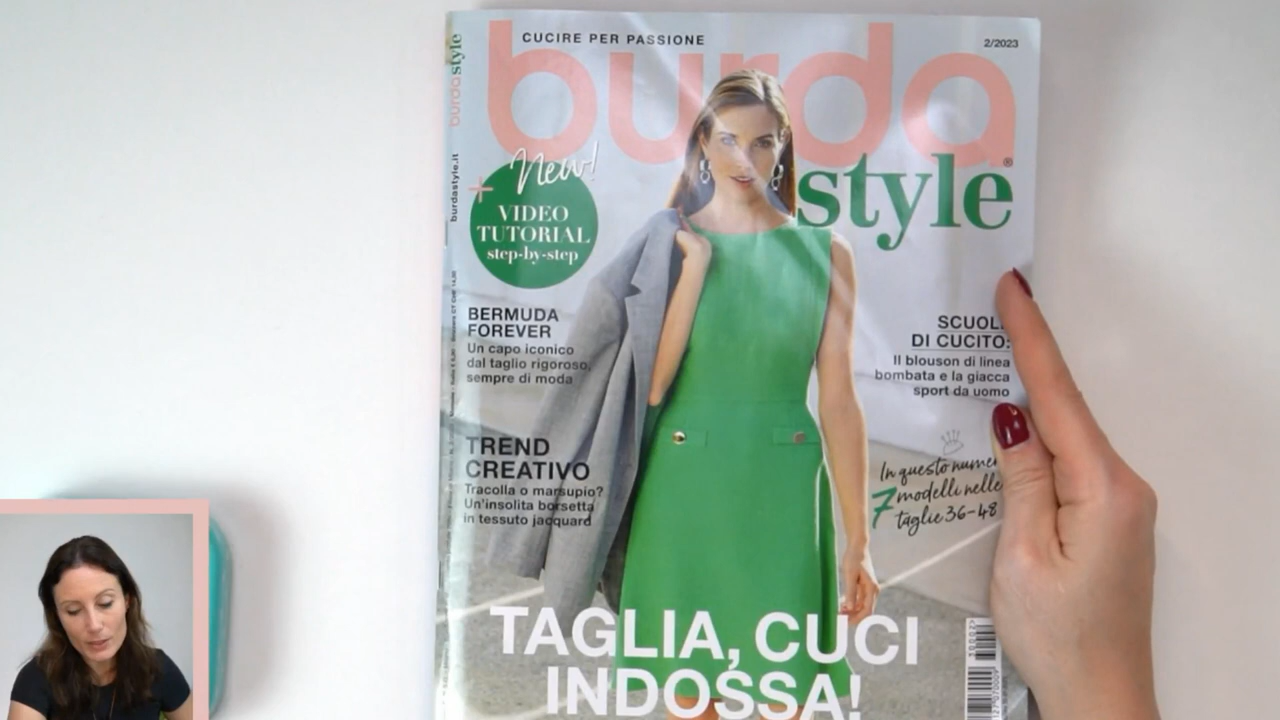 CUCIRE PER PASSIONE
2/2023
burda
style
burda style
burdastyle.it
New!
+
VIDEO
TUTORIAL
step-by-step
BERMUDA
FOREVER
Un capo iconico
dal taglio rigoroso,
sempre di moda
SCUOL
DI CUCITO:
Il blouson di linea
bombata e la giacca
sport da uomo
TREND
CREATIVO
Tracolla o marsupio?
Un'insolita borsetta
in tessuto jacquard
In questo nume
7 modelli nelle
taglie 36-48
TAGLIA, CUCI
INDOSSA!